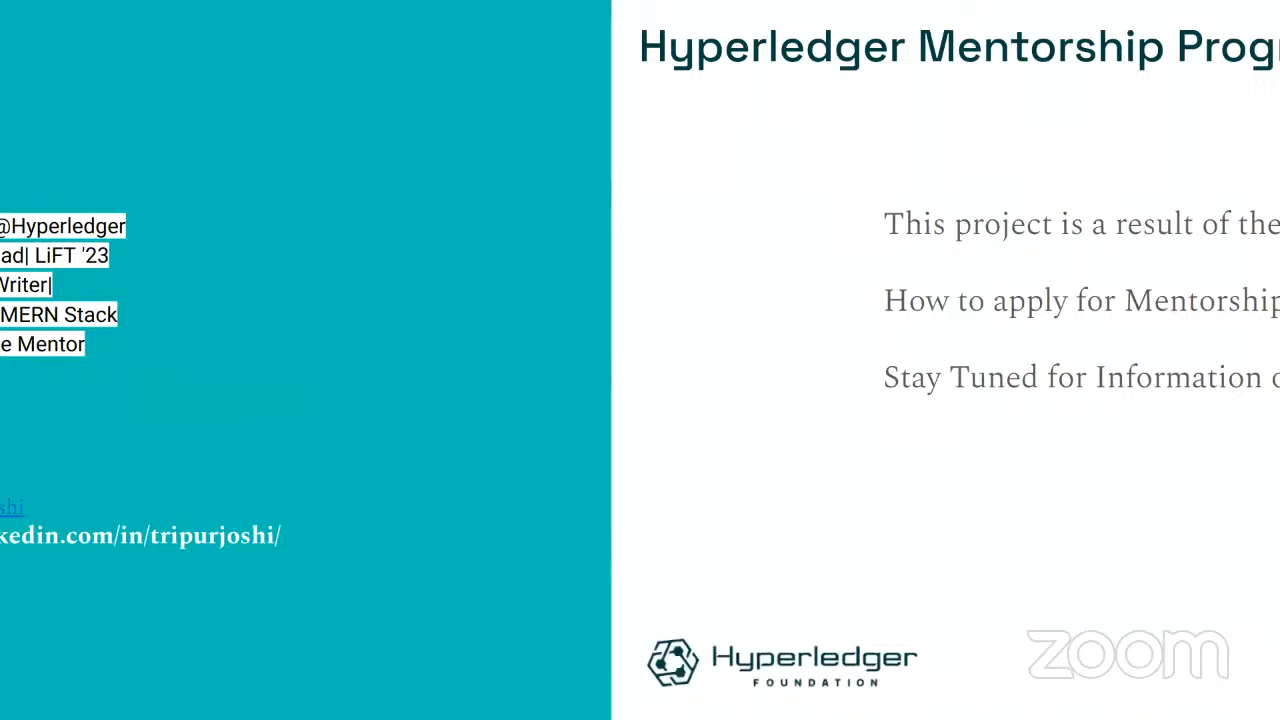 @Hyperledger
ad| LiFT '23
Writer|
MERN Stack
e Mentor
shi
kedin.com/in/tripurjoshi/
Hyperledger Mentorship Progr
This project is a result of the
How to apply for Mentorship
Stay Tuned for Information o
Hyperledger
FOUNDATION
zoom